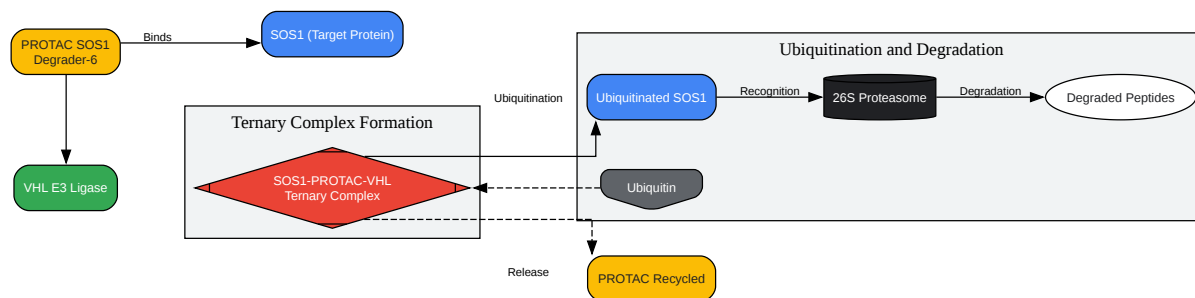 PROTAC SOS1
Degrader-6
Binds
SOS1 (Target Protein)
VHL E3 Ligase
Ternary Complex Formation
SOS1-PROTAC-VHL
Ternary Complex
Ubiquitination
Release
Ubiquitination and Degradation
Ubiquitinated SOS1
Recognition
26S Proteasome
Degradation
Degraded Peptides
Ubiquitin
PROTAC Recycled